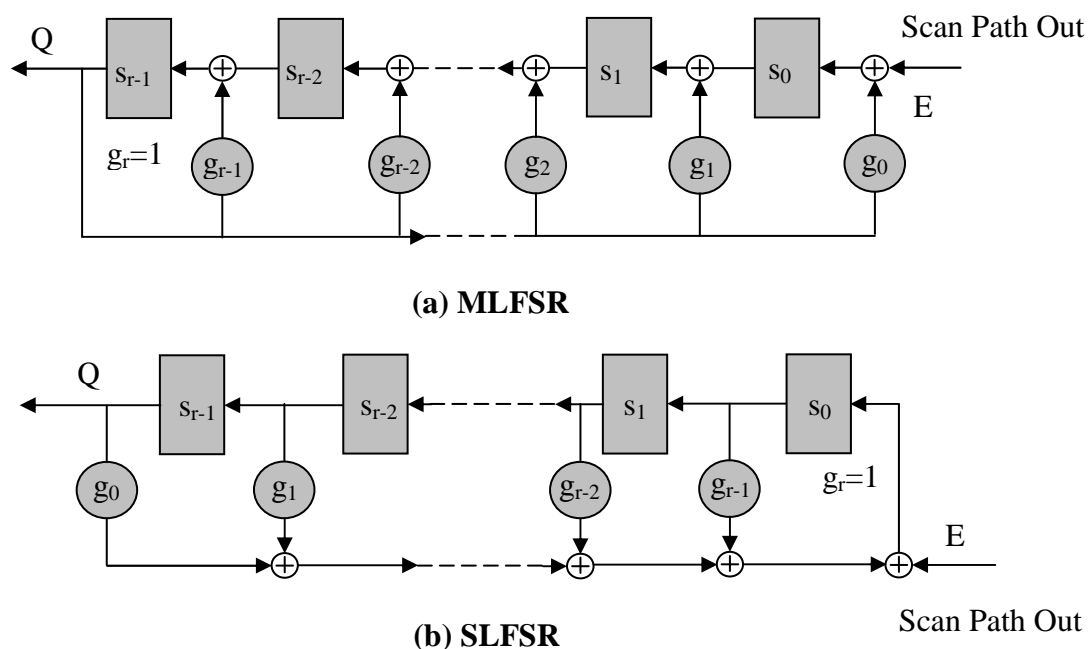 Scan Path Out
Q
s_{r-1} s_{r-2} s_1 s_0
E
g_r=1
g_{r-1} g_{r-2} g_2 g_1 g_0
(a) MLFSR
Q
s_{r-1} s_{r-2} s_1 s_0
g_0 g_1 g_{r-2} g_{r-1} g_r=1
E
Scan Path Out
(b) SLFSR